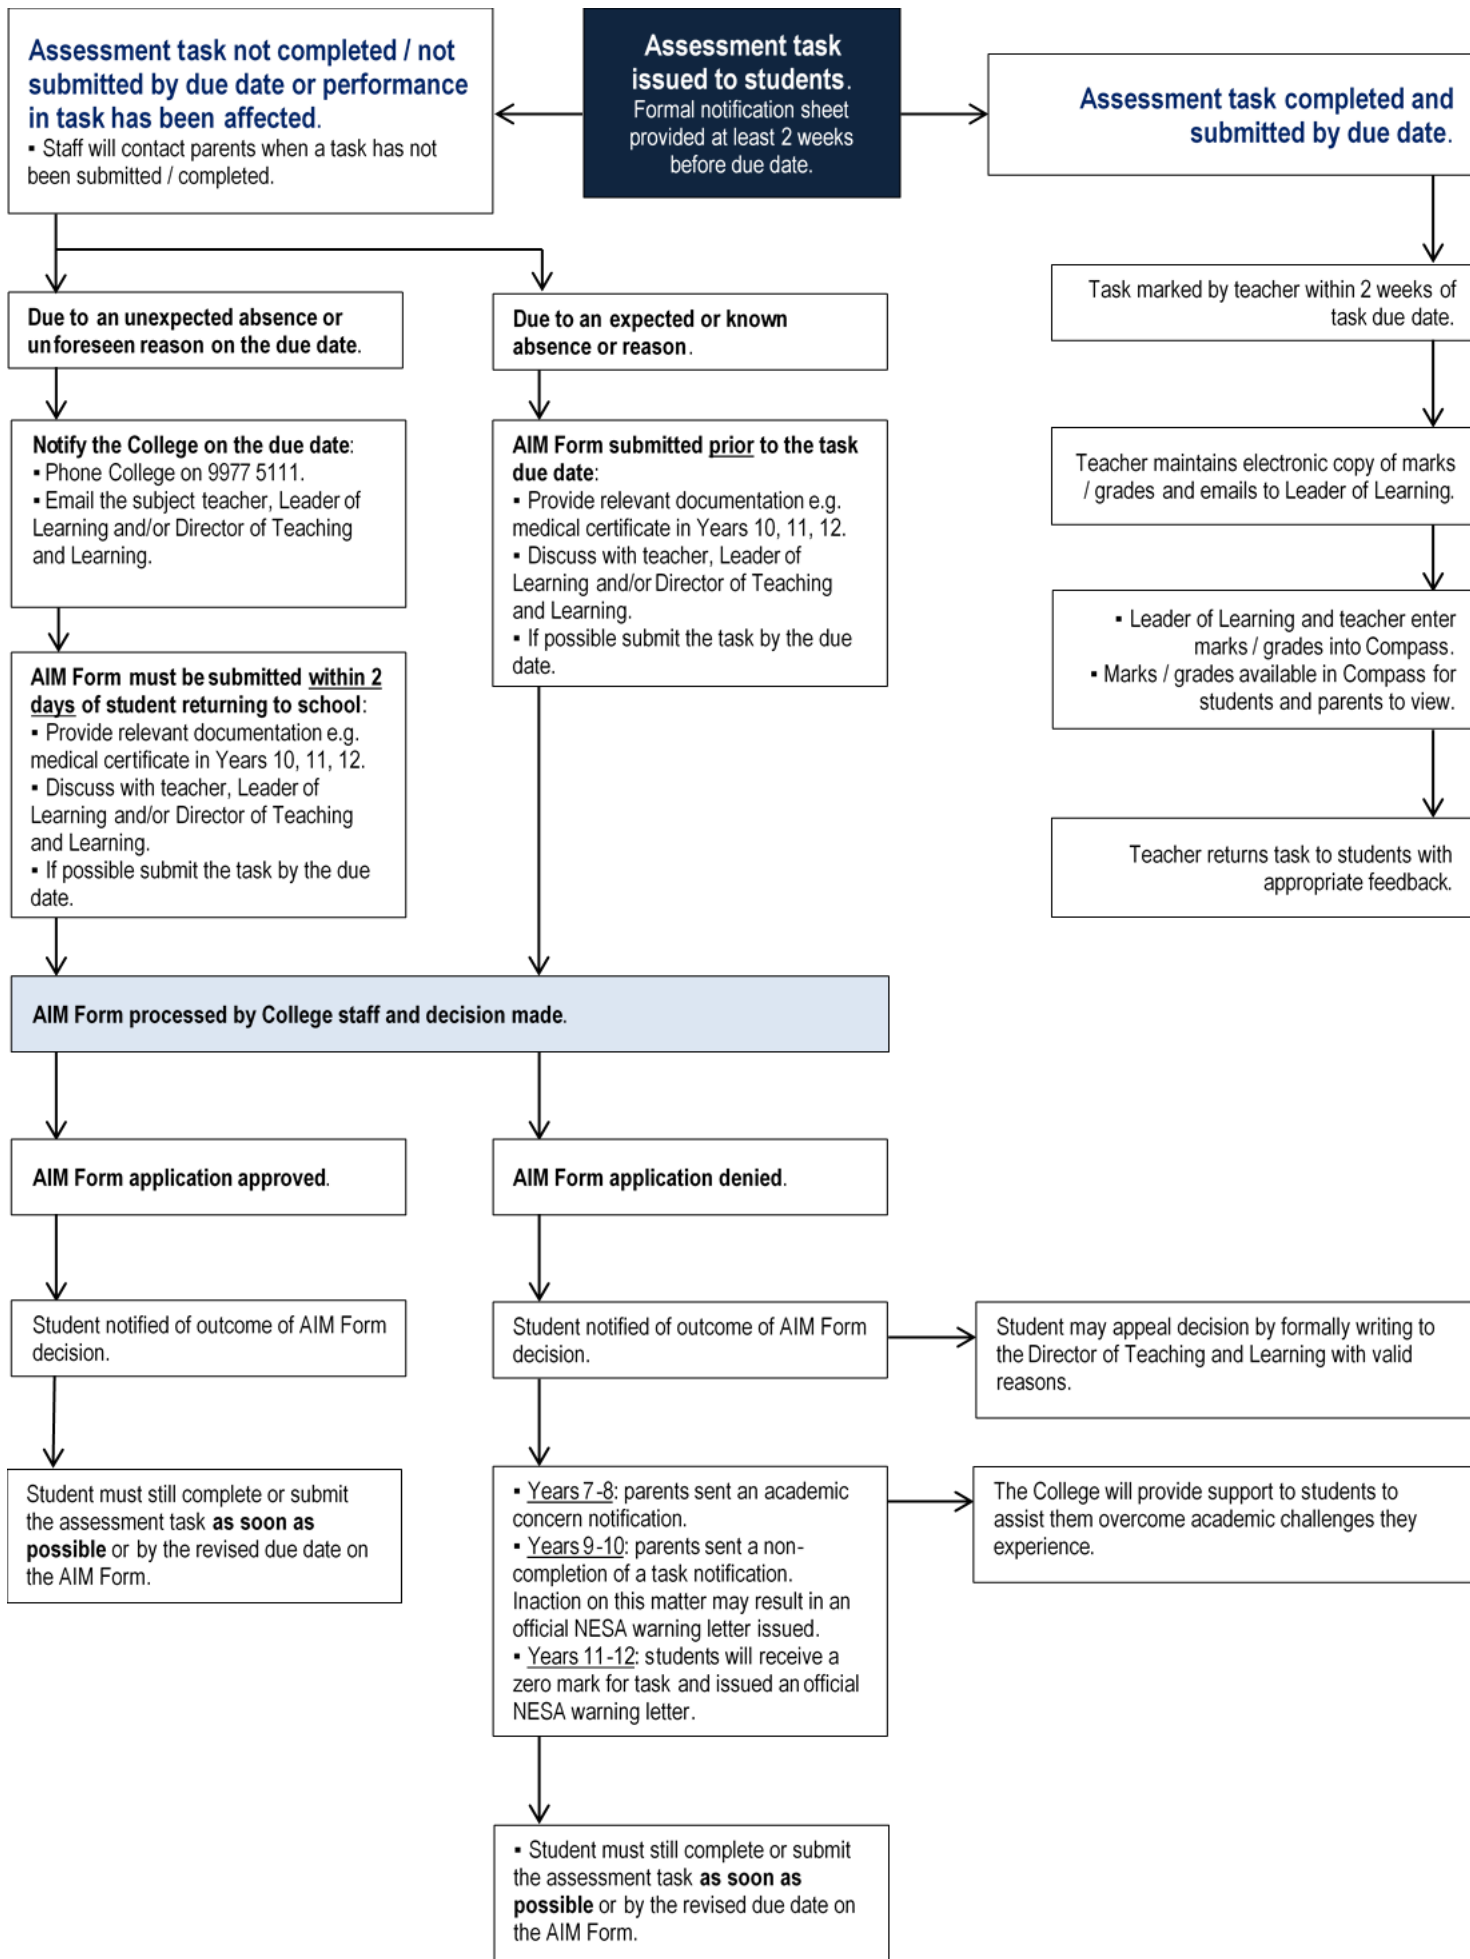 Assessment task not completed / not
submitted by due date or performance
in task has been affected.
▪ Staff will contact parents when a task has not
been submitted / completed.
Assessment task
issued to students.
Formal notification sheet
provided at least 2 weeks
before due date.
Assessment task completed and
submitted by due date.
Due to an unexpected absence or
unforeseen reason on the due date.
Due to an expected or known
absence or reason.
Task marked by teacher within 2 weeks of
task due date.
Notify the College on the due date:
▪ Phone College on 9977 5111.
▪ Email the subject teacher, Leader of
Learning and/or Director of Teaching
and Learning.
AIM Form submitted prior to the task
due date:
▪ Provide relevant documentation e.g.
medical certificate in Years 10, 11, 12.
▪ Discuss with teacher, Leader of
Learning and/or Director of Teaching
and Learning.
▪ If possible submit the task by the due
date.
Teacher maintains electronic copy of marks
/ grades and emails to Leader of Learning.
▪ Leader of Learning and teacher enter
marks / grades into Compass.
▪ Marks / grades available in Compass for
students and parents to view.
AIM Form must be submitted within 2
days of student returning to school:
▪ Provide relevant documentation e.g.
medical certificate in Years 10, 11, 12.
▪ Discuss with teacher, Leader of
Learning and/or Director of Teaching
and Learning.
▪ If possible submit the task by the due
date.
Teacher returns task to students with
appropriate feedback.
AIM Form processed by College staff and decision made.
AIM Form application approved.
AIM Form application denied.
Student notified of outcome of AIM Form
decision.
Student notified of outcome of AIM Form
decision.
Student may appeal decision by formally writing to
the Director of Teaching and Learning with valid
reasons.
Student must still complete or submit
the assessment task as soon as
possible or by the revised due date on
the AIM Form.
▪ Years 7-8: parents sent an academic
concern notification.
▪ Years 9-10: parents sent a non-
completion of a task notification.
Inaction on this matter may result in an
official NESA warning letter issued.
▪ Years 11-12: students will receive a
zero mark for task and issued an official
NESA warning letter.
The College will provide support to students to
assist them overcome academic challenges they
experience.
▪ Student must still complete or submit
the assessment task as soon as
possible or by the revised due date on
the AIM Form.